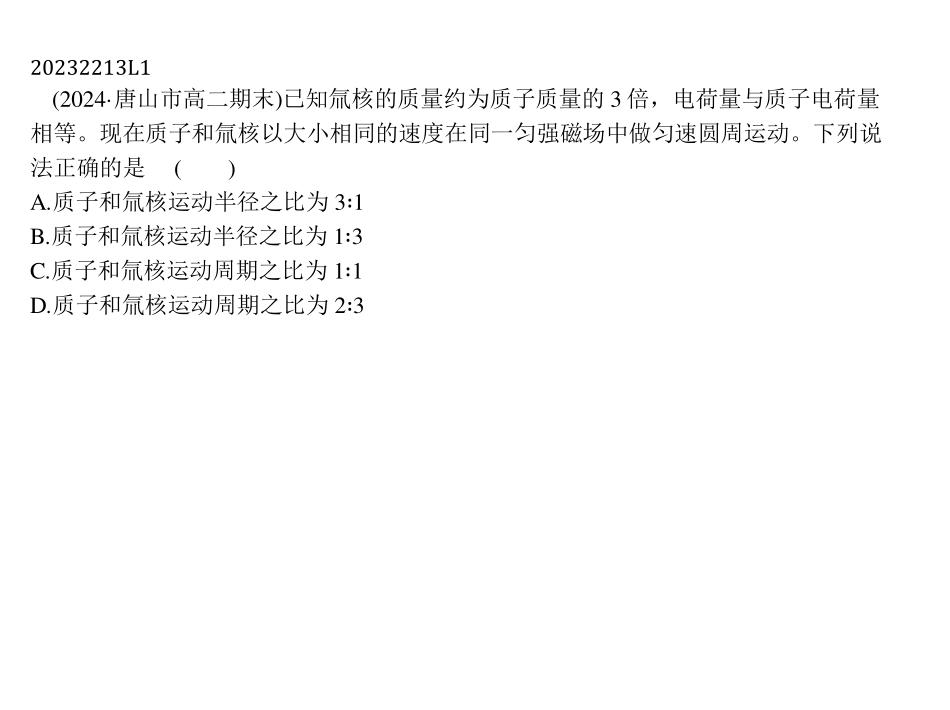 20232213L1
(2024·唐山市高二期末)已知氚核的质量约为质子质量的 3 倍，电荷量与质子电荷量
相等。现在质子和氚核以大小相同的速度在同一匀强磁场中做匀速圆周运动。下列说
法正确的是 (  )
A.质子和氚核运动半径之比为 3∶1
B.质子和氚核运动半径之比为 1∶3
C.质子和氚核运动周期之比为 1∶1
D.质子和氚核运动周期之比为 2∶3